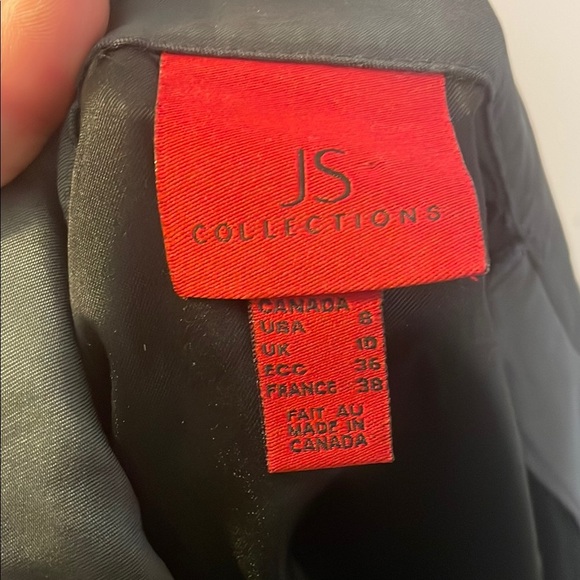 JS
COLLECTIONS
CANADA
USA 8
UK 10
ECC 36
FRANCE 38
FAIT AU
MADE IN
CANADA